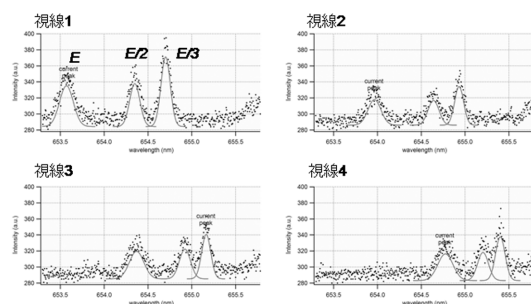 視線1
E
E/2
E/3
current
peak
400
380
360
340
320
300
280
Intensity (a.u.)
653.5
654.0
654.5
655.0
655.5
wavelength (nm)
視線2
current
peak
400
380
360
340
320
300
280
Intensity (a.u.)
653.5
654.0
654.5
655.0
655.5
wavelength (nm)
視線3
current
peak
400
380
360
340
320
300
280
Intensity (a.u.)
653.5
654.0
654.5
655.0
655.5
wavelength (nm)
視線4
current
peak
400
380
360
340
320
300
280
Intensity (a.u.)
653.5
654.0
654.5
655.0
655.5
wavelength (nm)